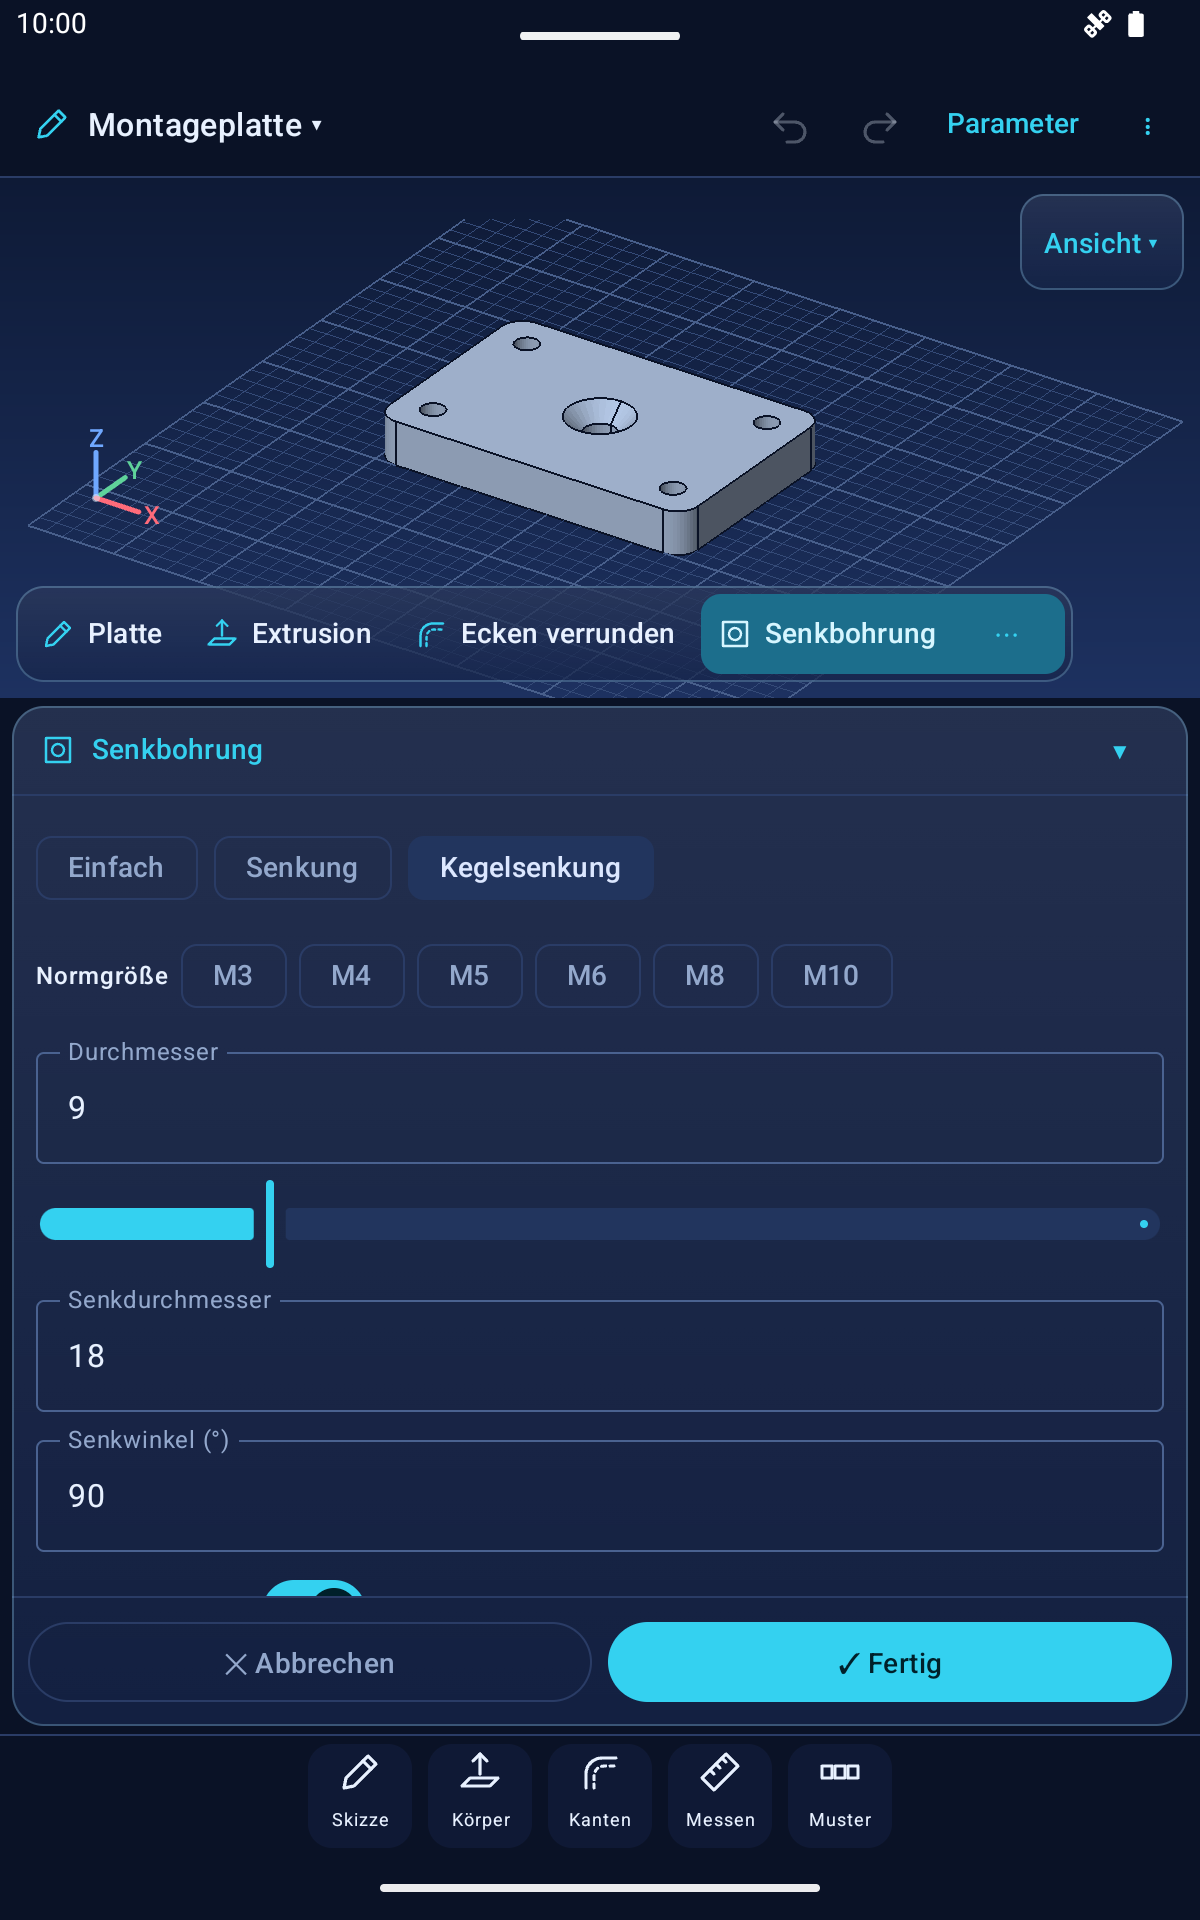 10:00
Montageplatte ▾
Parameter
Ansicht ▾
Z
Y
X
Platte
Extrusion
Ecken verrunden
Senkbohrung
···
Senkbohrung
Einfach
Senkung
Kegelsenkung
Normgröße
M3
M4
M5
M6
M8
M10
Durchmesser
9
Senkdurchmesser
18
Senkwinkel (°)
90
Abbrechen
✓ Fertig
Skizze
Körper
Kanten
Messen
Muster